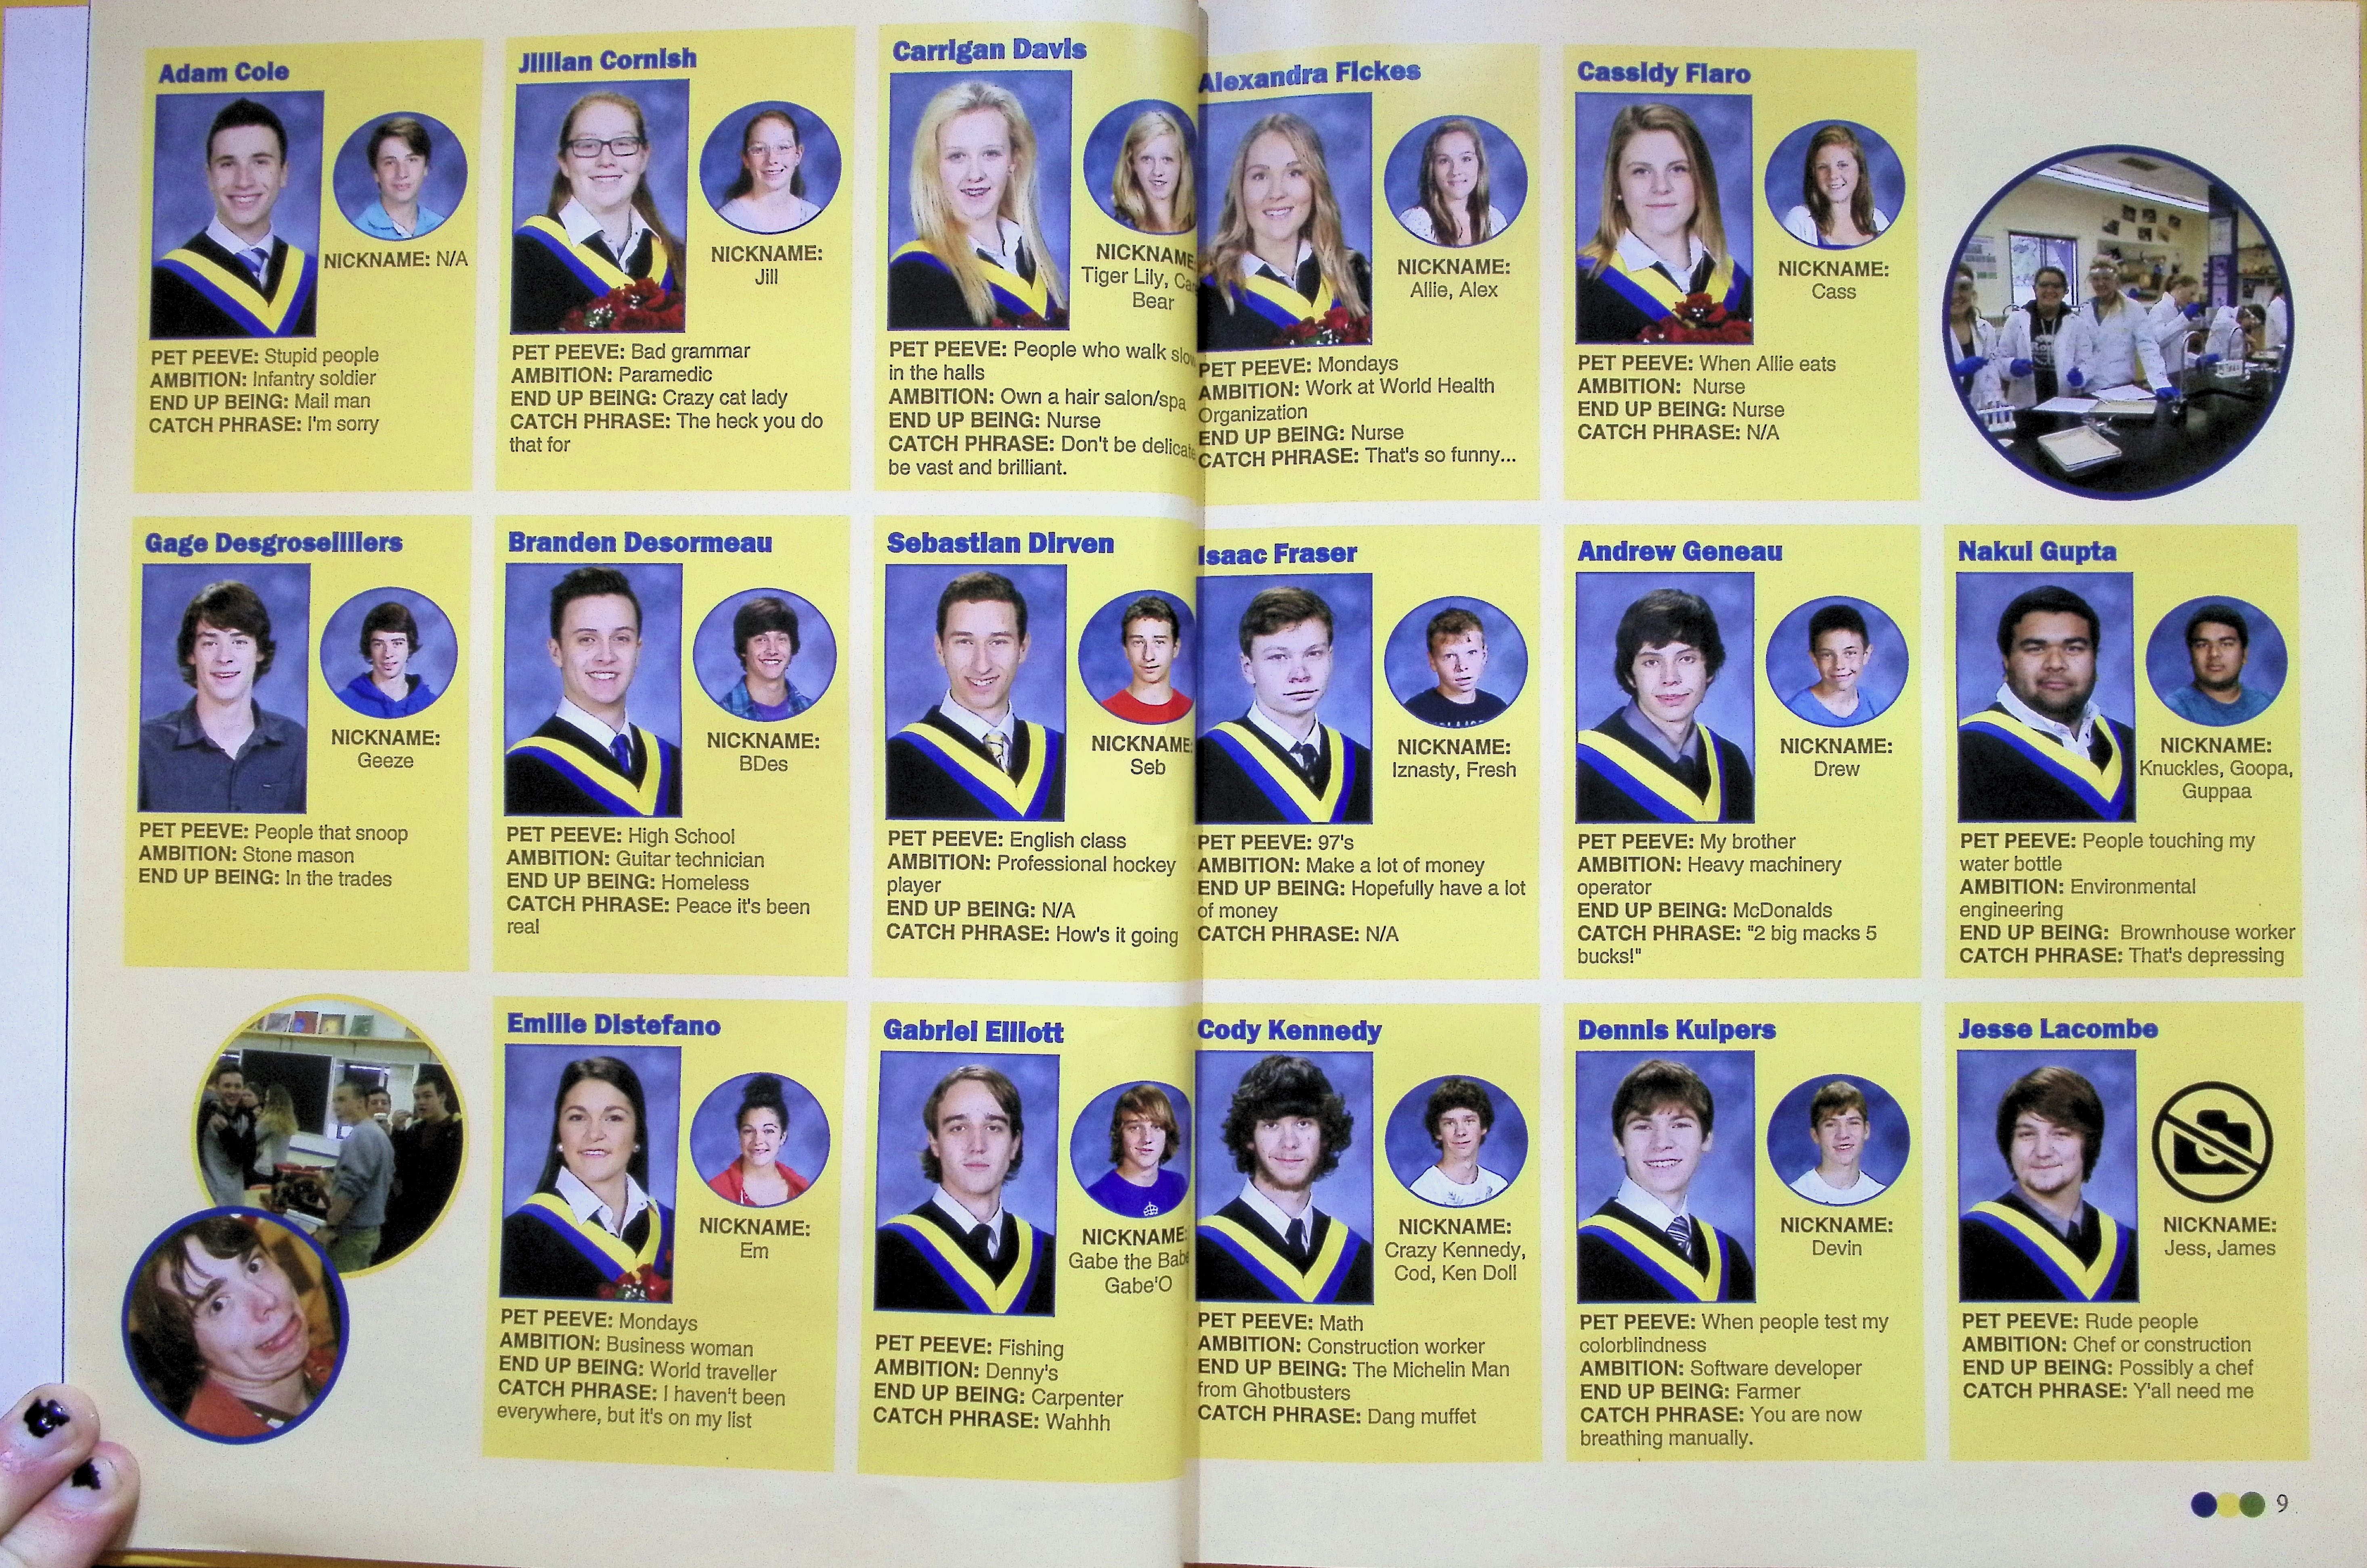 Adam Cole
NICKNAME: N/A
PET PEEVE: Stupid people
AMBITION: Infantry soldier
END UP BEING: Mail man
CATCH PHRASE: I'm sorry
Jillian Cornish
NICKNAME:
Jill
PET PEEVE: Bad grammar
AMBITION: Paramedic
END UP BEING: Crazy cat lady
CATCH PHRASE: The heck you do
that for
Carrigan Davis
NICKNAME:
Tiger Lily,
Bear
PET PEEVE: People who walk slow
in the halls
AMBITION: Own a hair salon/spa
END UP BEING: Nurse
CATCH PHRASE: Don't be delicate,
be vast and brilliant.
Alexandra Fickes
NICKNAME:
Allie, Alex
PET PEEVE: Mondays
AMBITION: Work at World Health
Organization
END UP BEING: Nurse
CATCH PHRASE: That's so funny...
Cassidy Fiaro
NICKNAME:
Cass
PET PEEVE: When Allie eats
AMBITION: Nurse
END UP BEING: Nurse
CATCH PHRASE: N/A
Gage Desgroseilliers
NICKNAME:
Geeze
PET PEEVE: People that snoop
AMBITION: Stone mason
END UP BEING: In the trades
Branden Desormeau
NICKNAME:
BDes
PET PEEVE: High School
AMBITION: Guitar technician
END UP BEING: Homeless
CATCH PHRASE: Peace it's been
real
Sebastian Dirven
NICKNAME:
Seb
PET PEEVE: English class
AMBITION: Professional hockey
player
END UP BEING: N/A
CATCH PHRASE: How's it going
Isaac Fraser
NICKNAME:
Iznasty, Fresh
PET PEEVE: 97's
AMBITION: Make a lot of money
END UP BEING: Hopefully have a lot
of money
CATCH PHRASE: N/A
Andrew Geneau
NICKNAME:
Drew
PET PEEVE: My brother
AMBITION: Heavy machinery
operator
END UP BEING: McDonalds
CATCH PHRASE: "2 big macks 5
bucks!"
Nakul Gupta
NICKNAME:
Knuckles, Goopa,
Guppaa
PET PEEVE: People touching my
water bottle
AMBITION: Environmental
engineering
END UP BEING: Brownhouse worker
CATCH PHRASE: That's depressing
Emilie Distefano
NICKNAME:
Em
PET PEEVE: Mondays
AMBITION: Business woman
END UP BEING: World traveller
CATCH PHRASE: I haven't been
everywhere, but it's on my list
Gabriel Elliott
NICKNAME:
Gabe the Babe
Gabe'O
PET PEEVE: Fishing
AMBITION: Denny's
END UP BEING: Carpenter
CATCH PHRASE: Wahhh
Cody Kennedy
NICKNAME:
Crazy Kennedy,
Cod, Ken Doll
PET PEEVE: Math
AMBITION: Construction worker
END UP BEING: The Michelin Man
from Ghotbusters
CATCH PHRASE: Dang muffet
Dennis Kuipers
NICKNAME:
Devin
PET PEEVE: When people test my
colorblindness
AMBITION: Software developer
END UP BEING: Farmer
CATCH PHRASE: You are now
breathing manually.
Jesse Lacombe
NICKNAME:
Jess, James
PET PEEVE: Rude people
AMBITION: Chef or construction
END UP BEING: Possibly a chef
CATCH PHRASE: Y'all need me
9